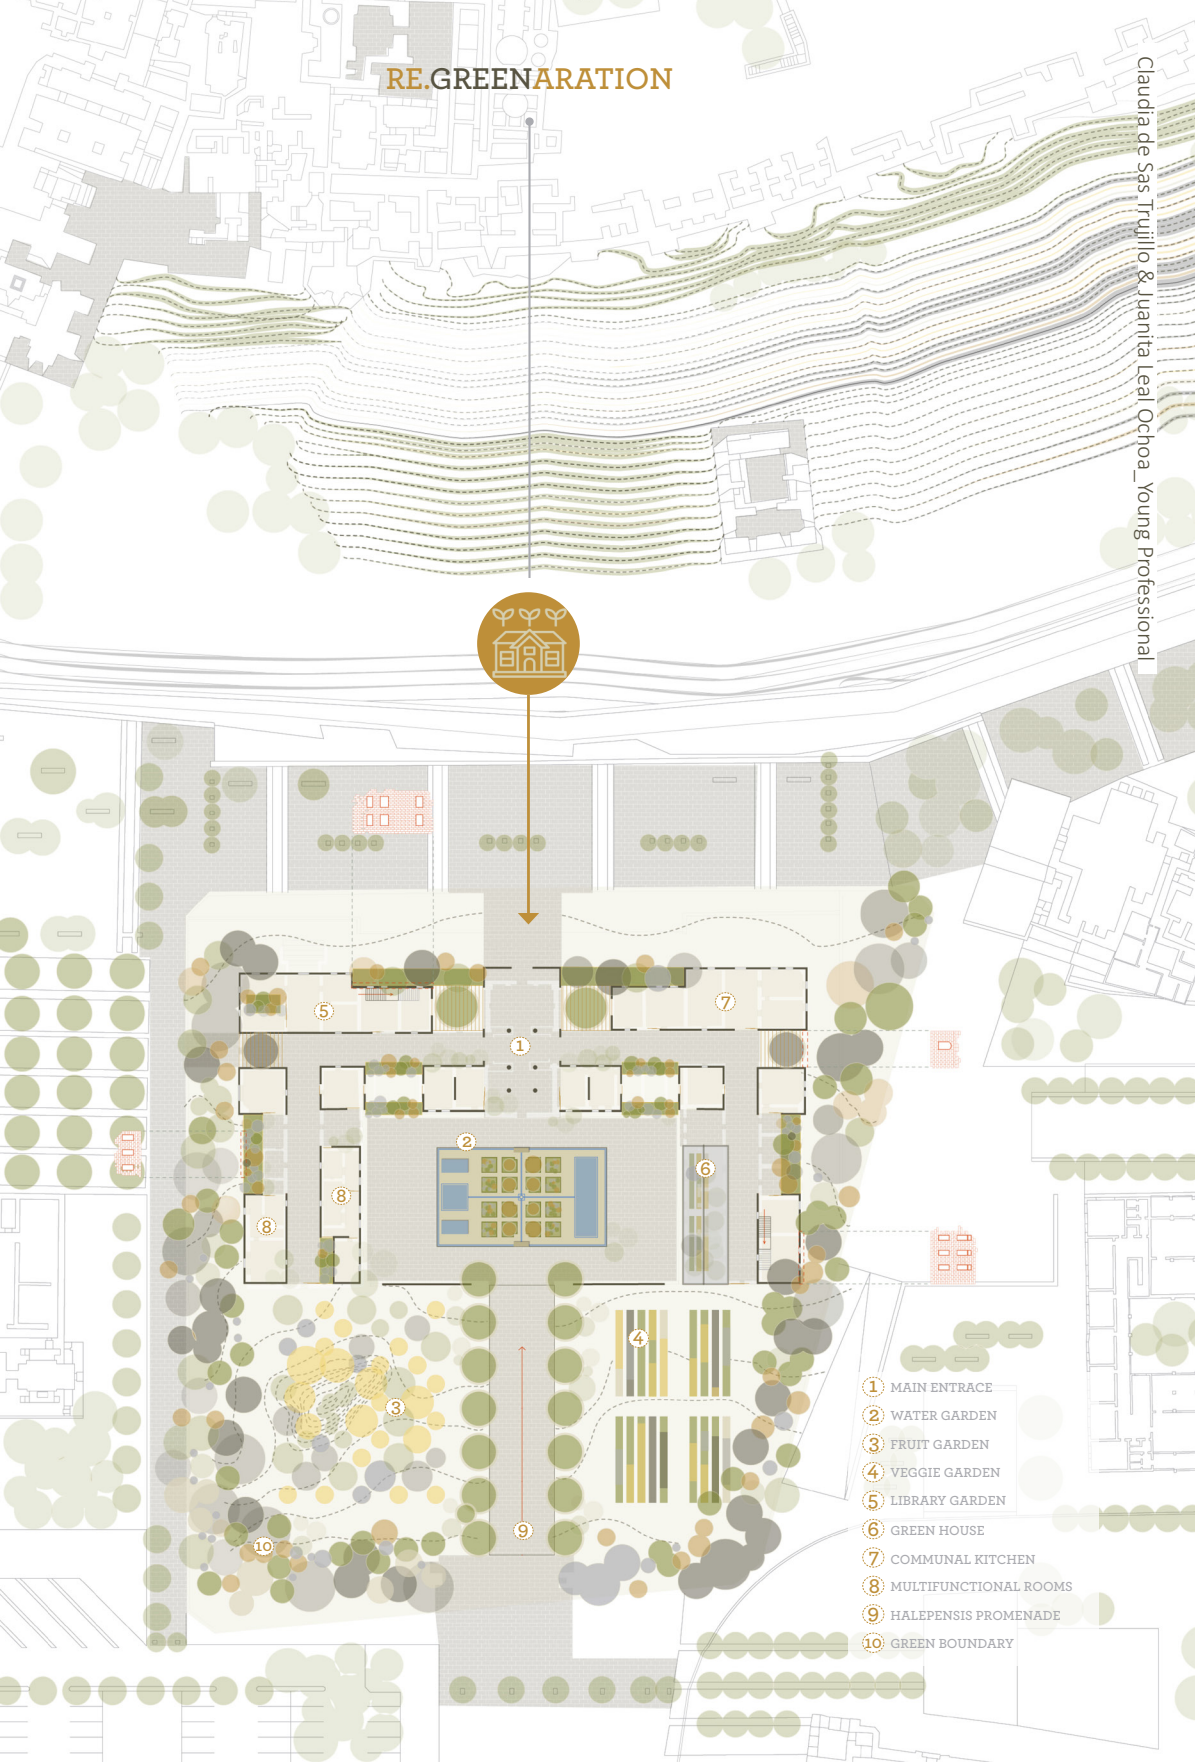 RE.GREENARATION
Claudia de Sas Trujillo & Juanita Leal Ochoa_Young Professional
5
7
1
2
6
8
8
4
3
9
10
1 MAIN ENTRACE
2 WATER GARDEN
3 FRUIT GARDEN
4 VEGGIE GARDEN
5 LIBRARY GARDEN
6 GREEN HOUSE
7 COMMUNAL KITCHEN
8 MULTIFUNCTIONAL ROOMS
9 HALEPENSIS PROMENADE
10 GREEN BOUNDARY